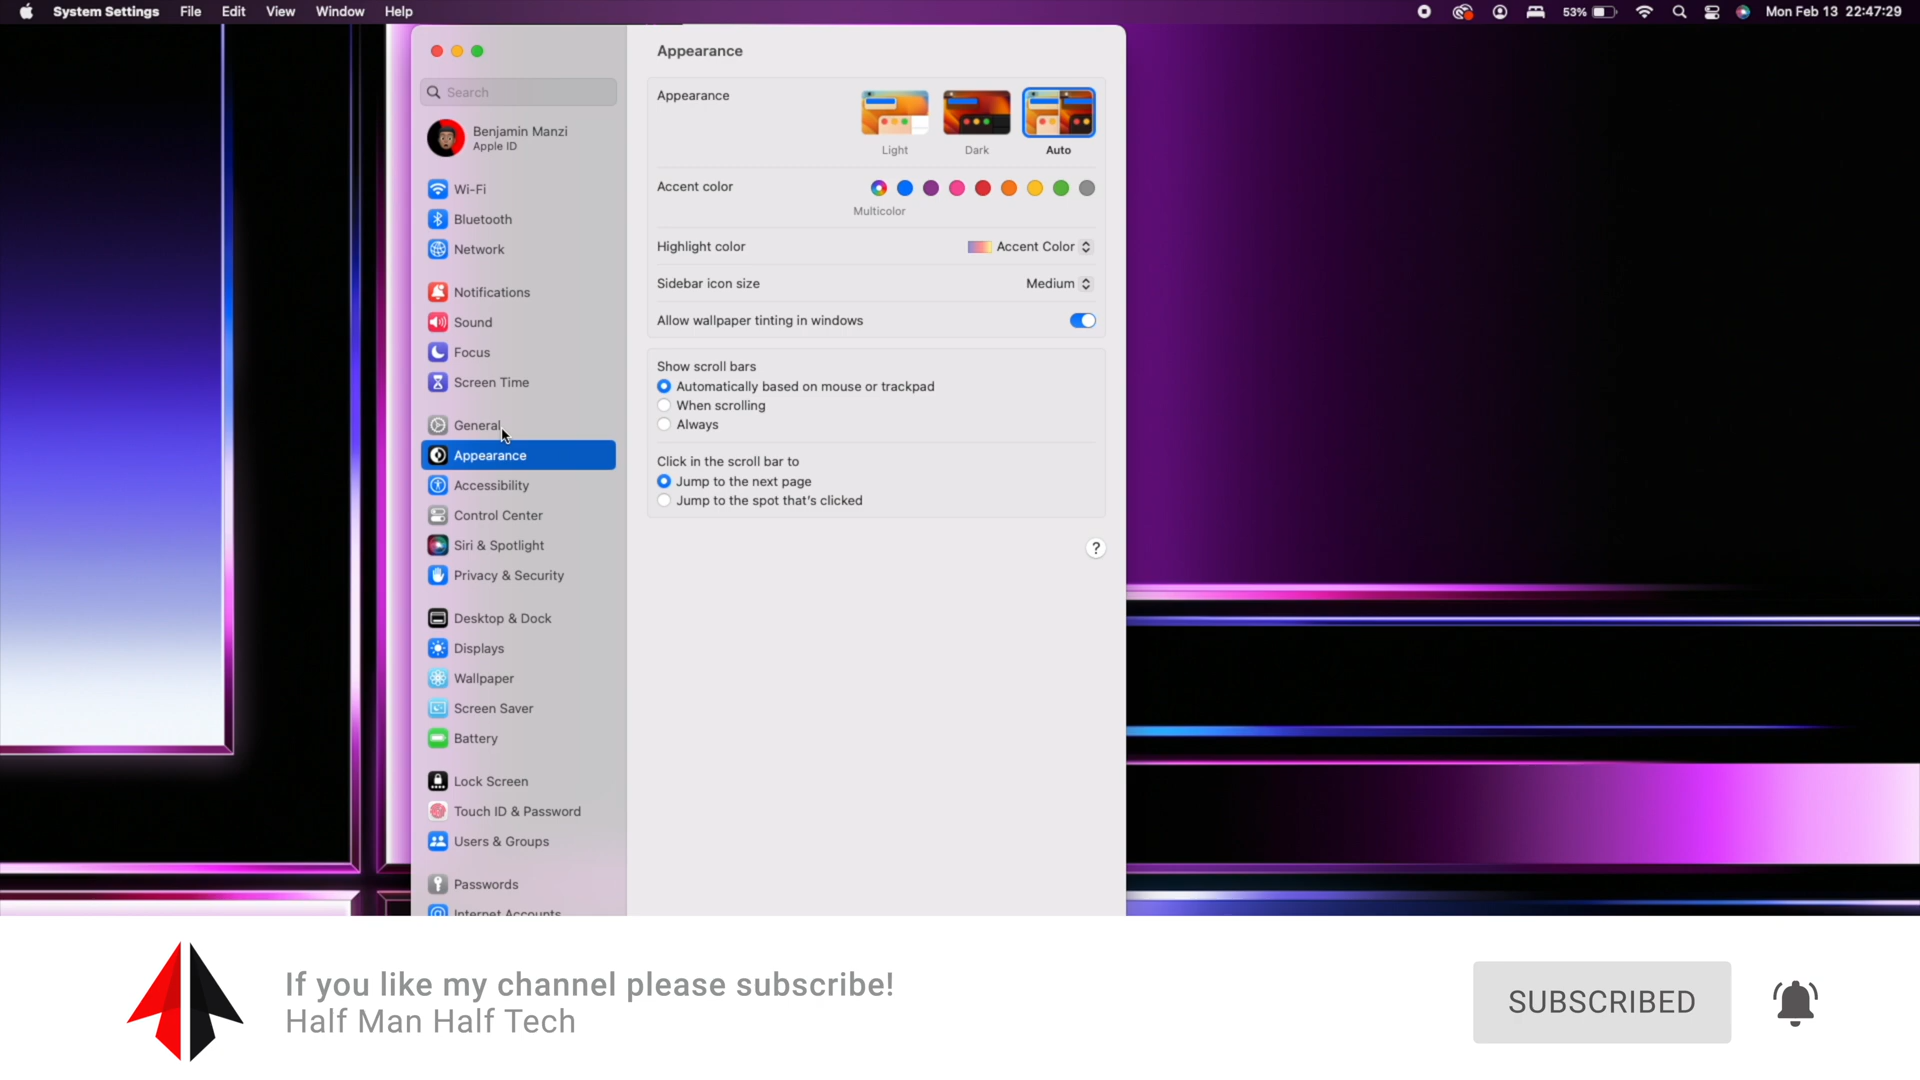 System Settings File Edit View Window Help
53% Mon Feb 13 22:47:29
Search
Benjamin Manzi
Apple ID
Wi-Fi
Bluetooth
Network
Notifications
Sound
Focus
Screen Time
General
Appearance
Accessibility
Control Center
Siri & Spotlight
Privacy & Security
Desktop & Dock
Displays
Wallpaper
Screen Saver
Battery
Lock Screen
Touch ID & Password
Users & Groups
Passwords
Internet Accounts
Appearance
Appearance
Light Dark Auto
Accent color
Multicolor
Highlight color Accent Color
Sidebar icon size Medium
Allow wallpaper tinting in windows
Show scroll bars
Automatically based on mouse or trackpad
When scrolling
Always
Click in the scroll bar to
Jump to the next page
Jump to the spot that's clicked
?
If you like my channel please subscribe!
Half Man Half Tech
SUBSCRIBED